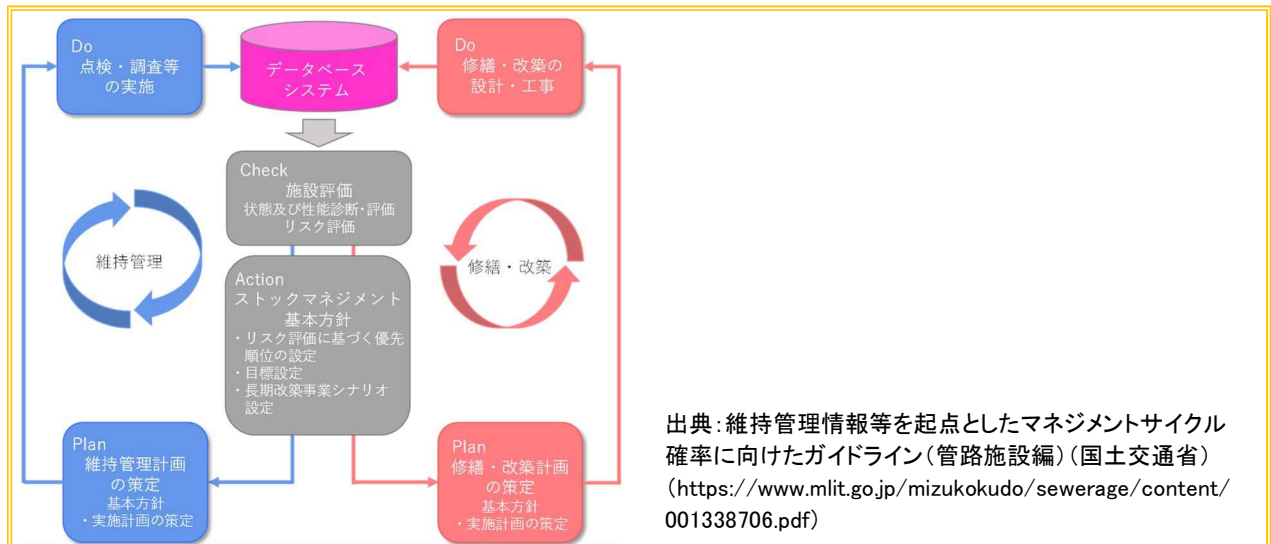 Do
点検・調査等
の実施
データベース
システム
Do
修繕・改築の
設計・工事
Check
施設評価
状態及び性能診断・評価
リスク評価
維持管理
修繕・改築
Action
ストックマネジメント
基本方針
・リスク評価に基づく優先
順位の設定
・目標設定
・長期改築事業シナリオ
設定
Plan
維持管理計画
の策定
基本方針
・実施計画の策定
Plan
修繕・改築計画
の策定
基本方針
・実施計画の策定
出典：維持管理情報等を起点としたマネジメントサイクル
確率に向けたガイドライン（管路施設編）（国土交通省）
（https://www.mlit.go.jp/mizukokudo/sewerage/content/
001338706.pdf）